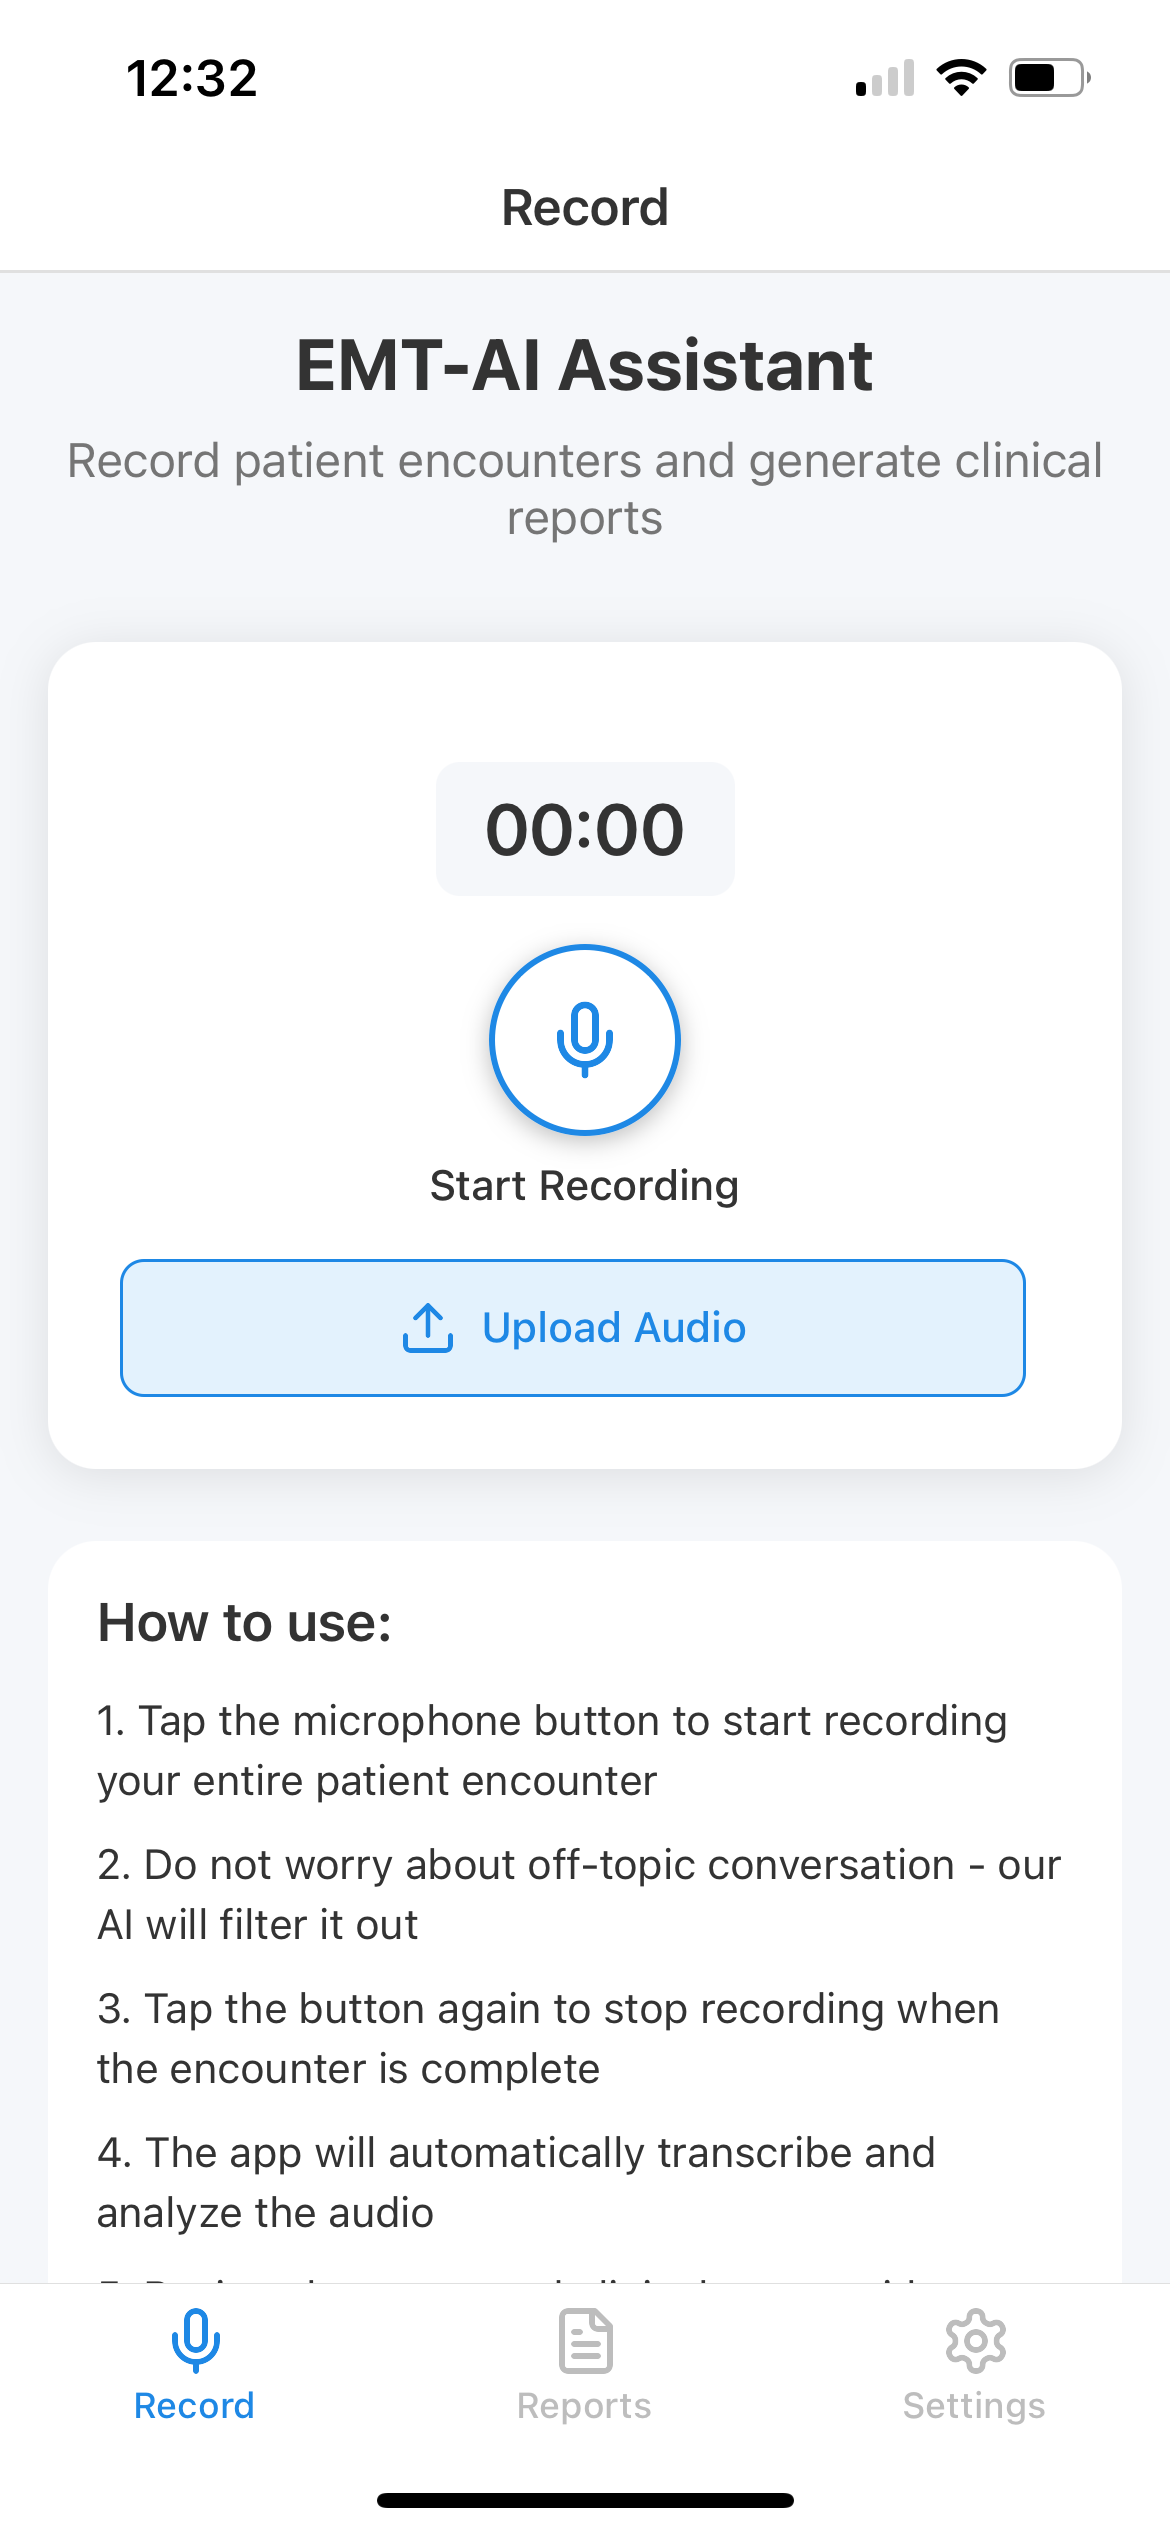 12:32
Record
EMT-AI Assistant
Record patient encounters and generate clinical
reports
00:00
Start Recording
Upload Audio
How to use:
1. Tap the microphone button to start recording
your entire patient encounter
2. Do not worry about off-topic conversation - our
AI will filter it out
3. Tap the button again to stop recording when
the encounter is complete
4. The app will automatically transcribe and
analyze the audio
Record
Reports
Settings